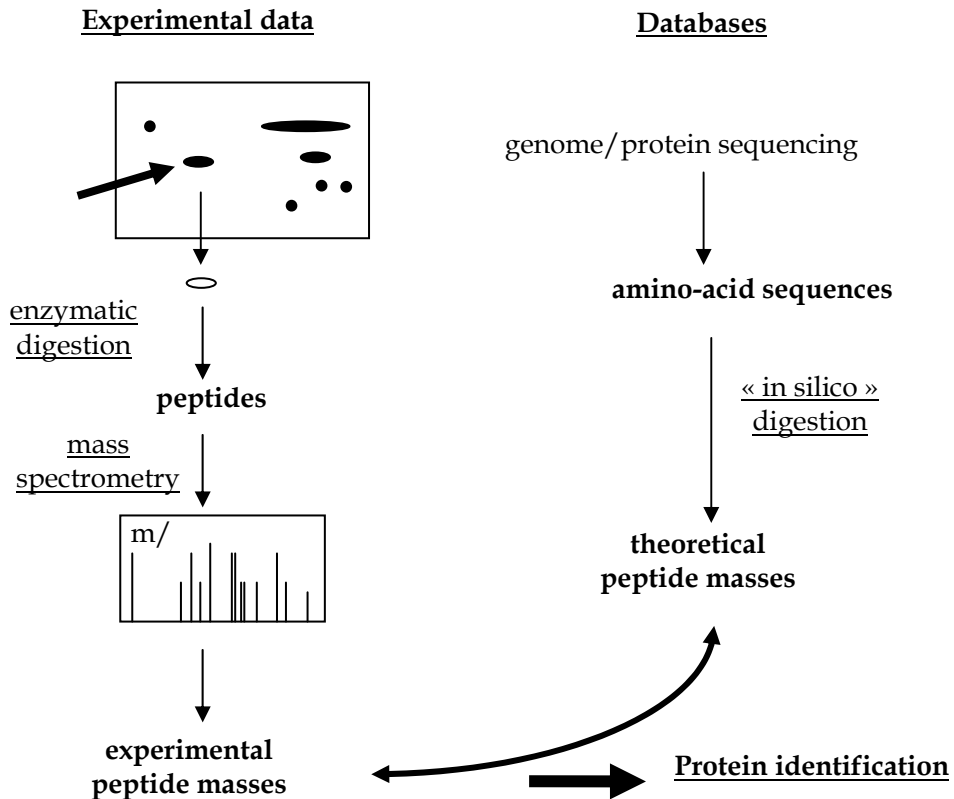 Experimental data
enzymatic
digestion
peptides
mass
spectrometry
m/
experimental
peptide masses
Databases
genome/protein sequencing
amino-acid sequences
« in silico »
digestion
theoretical
peptide masses
Protein identification